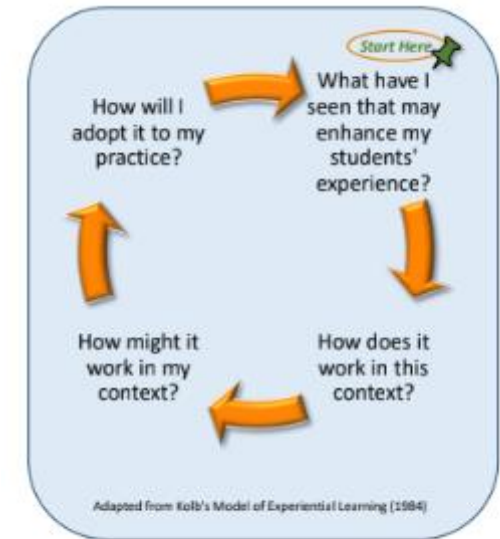 Start Here
What have I
seen that may
enhance my
students'
experience?
How does it
work in this
context?
How might it
work in my
context?
How will I
adopt it to my
practice?
Adapted from Kolb's Model of Experiential Learning (1984)